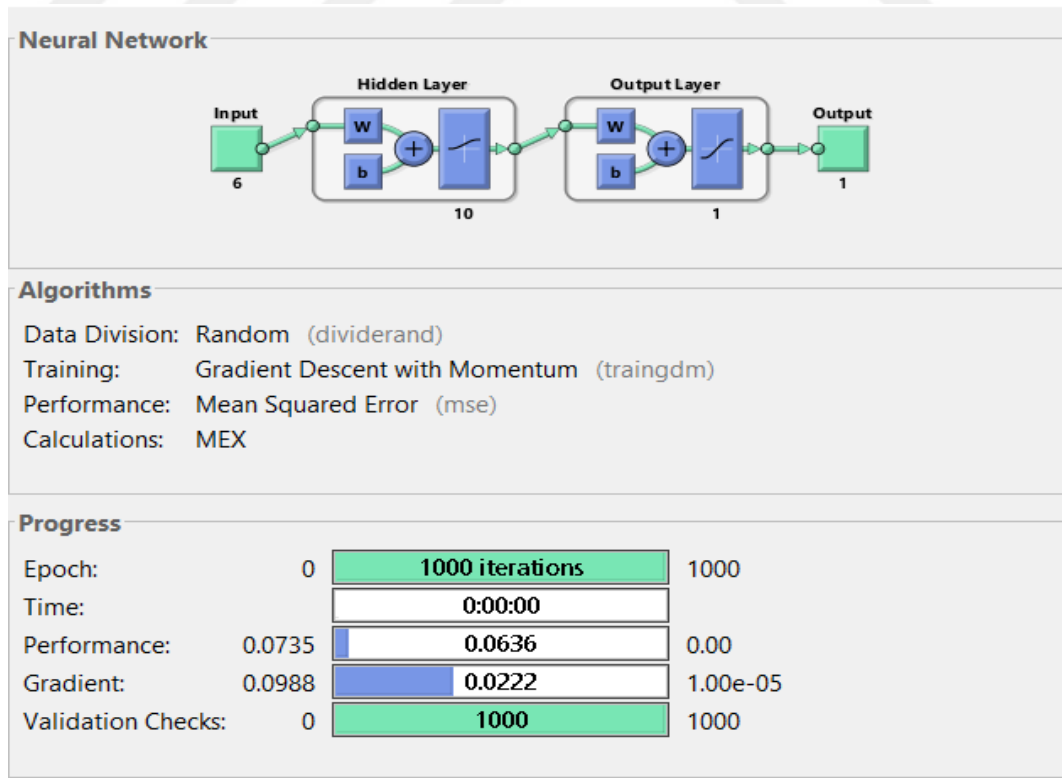 Neural Network
Hidden Layer
Output Layer
Input
Output
W
W
+
+
b
b
6
1
10
1
Algorithms
Data Division: Random (dividerand)
Training: Gradient Descent with Momentum (traingdm)
Performance: Mean Squared Error (mse)
Calculations: MEX
Progress
Epoch: 0 1000 iterations 1000
Time: 0:00:00
Performance: 0.0735 0.0636 0.00
Gradient: 0.0988 0.0222 1.00e-05
Validation Checks: 0 1000 1000